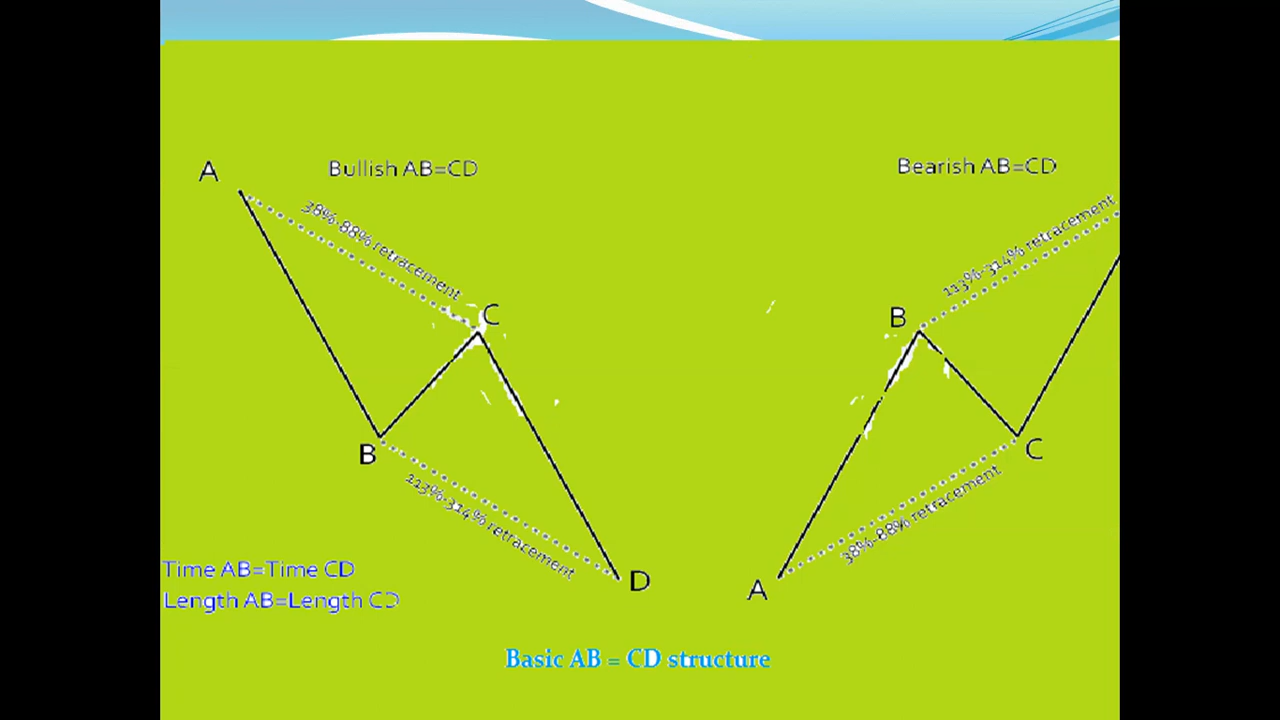 A
Bullish AB=CD
38%-88% retracement
C
B
113%-314% retracement
D
Bearish AB=CD
113%-314% retracement
B
C
38%-88% retracement
A
Time AB=Time CD
Length AB=Length CD
Basic AB = CD structure